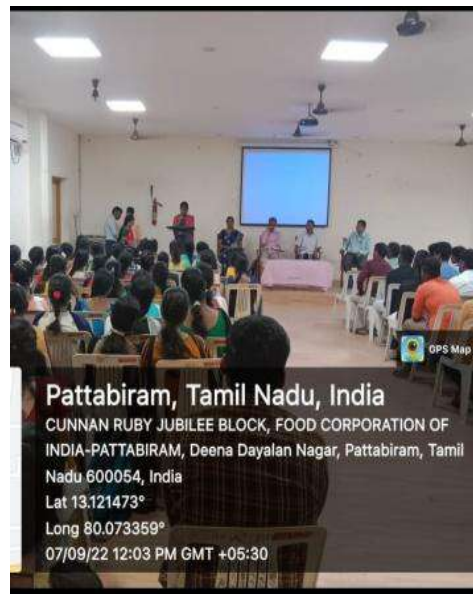 GPS Map
Pattabiram, Tamil Nadu, India
CUNNAN RUBY JUBILEE BLOCK, FOOD CORPORATION OF
INDIA-PATTABIRAM, Deena Dayalan Nagar, Pattabiram, Tamil
Nadu 600054, India
Lat 13.121473°
Long 80.073359°
07/09/22 12:03 PM GMT +05:30